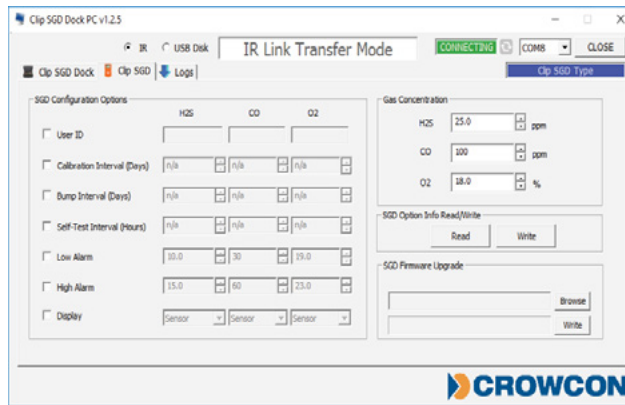 Clip SGD Dock PC v1.2.5
IR USB Disk IR Link Transfer Mode CONNECTING COM8 CLOSE
Clip SGD Dock Clip SGD Logs Clip SGD Type
SGD Configuration Options
H2S CO O2
User ID
Calibration Interval (Days) n/a n/a n/a
Bump Interval (Days) n/a n/a n/a
Self-Test Interval (Hours) n/a n/a n/a
Low Alarm 10.0 30 19.0
High Alarm 15.0 60 23.0
Display Sensor Sensor Sensor
Gas Concentration
H2S 25.0 ppm
CO 100 ppm
O2 18.0 %
SGD Option Info Read/Write
Read Write
SGD Firmware Upgrade
Browse
Write
CROWCON